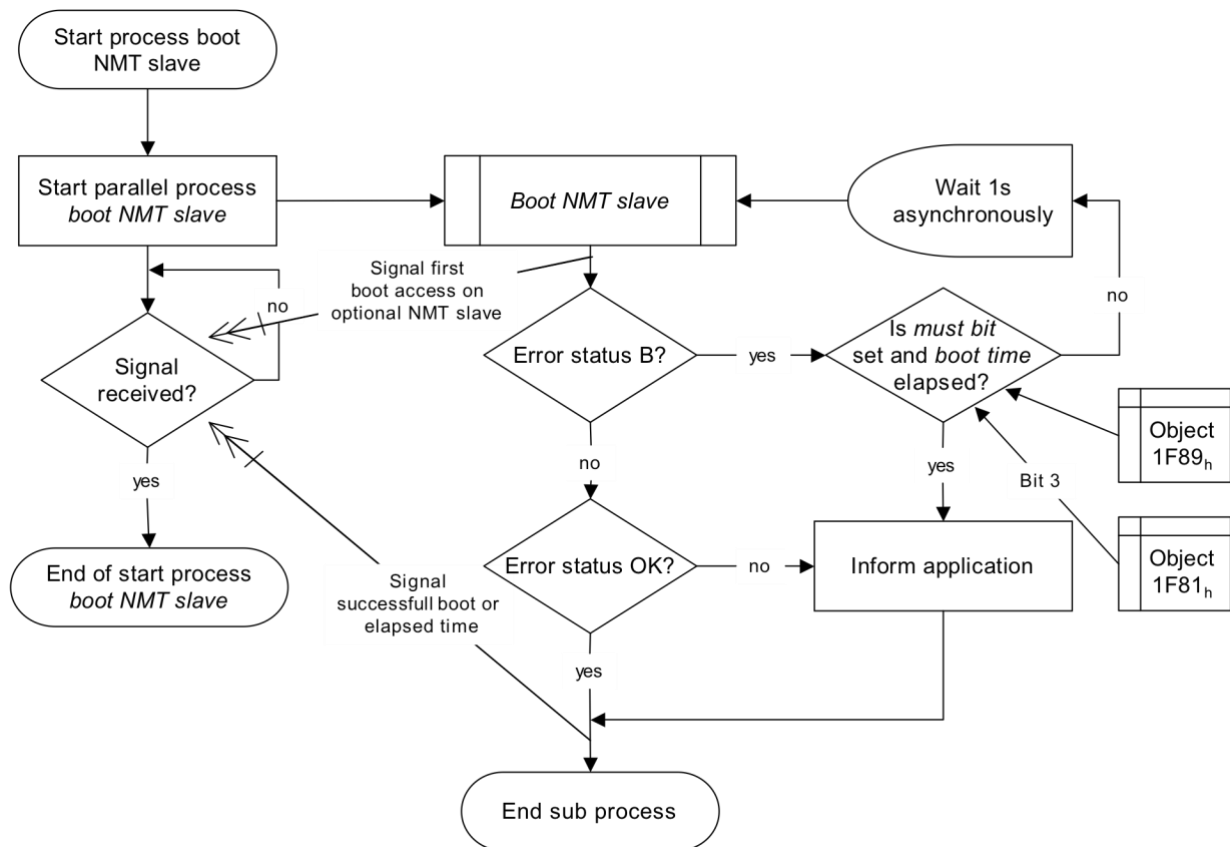 Start process boot
NMT slave
Start parallel process
boot NMT slave
Boot NMT slave
Wait 1s
asynchronously
Signal first
boot access on
optional NMT slave
no
no
Signal
received?
Error status B?
yes
Is must bit
set and boot time
elapsed?
Object
1F89h
yes
no
yes
Bit 3
End of start process
boot NMT slave
Signal
successfull boot or
elapsed time
Error status OK?
no
Inform application
Object
1F81h
yes
End sub process